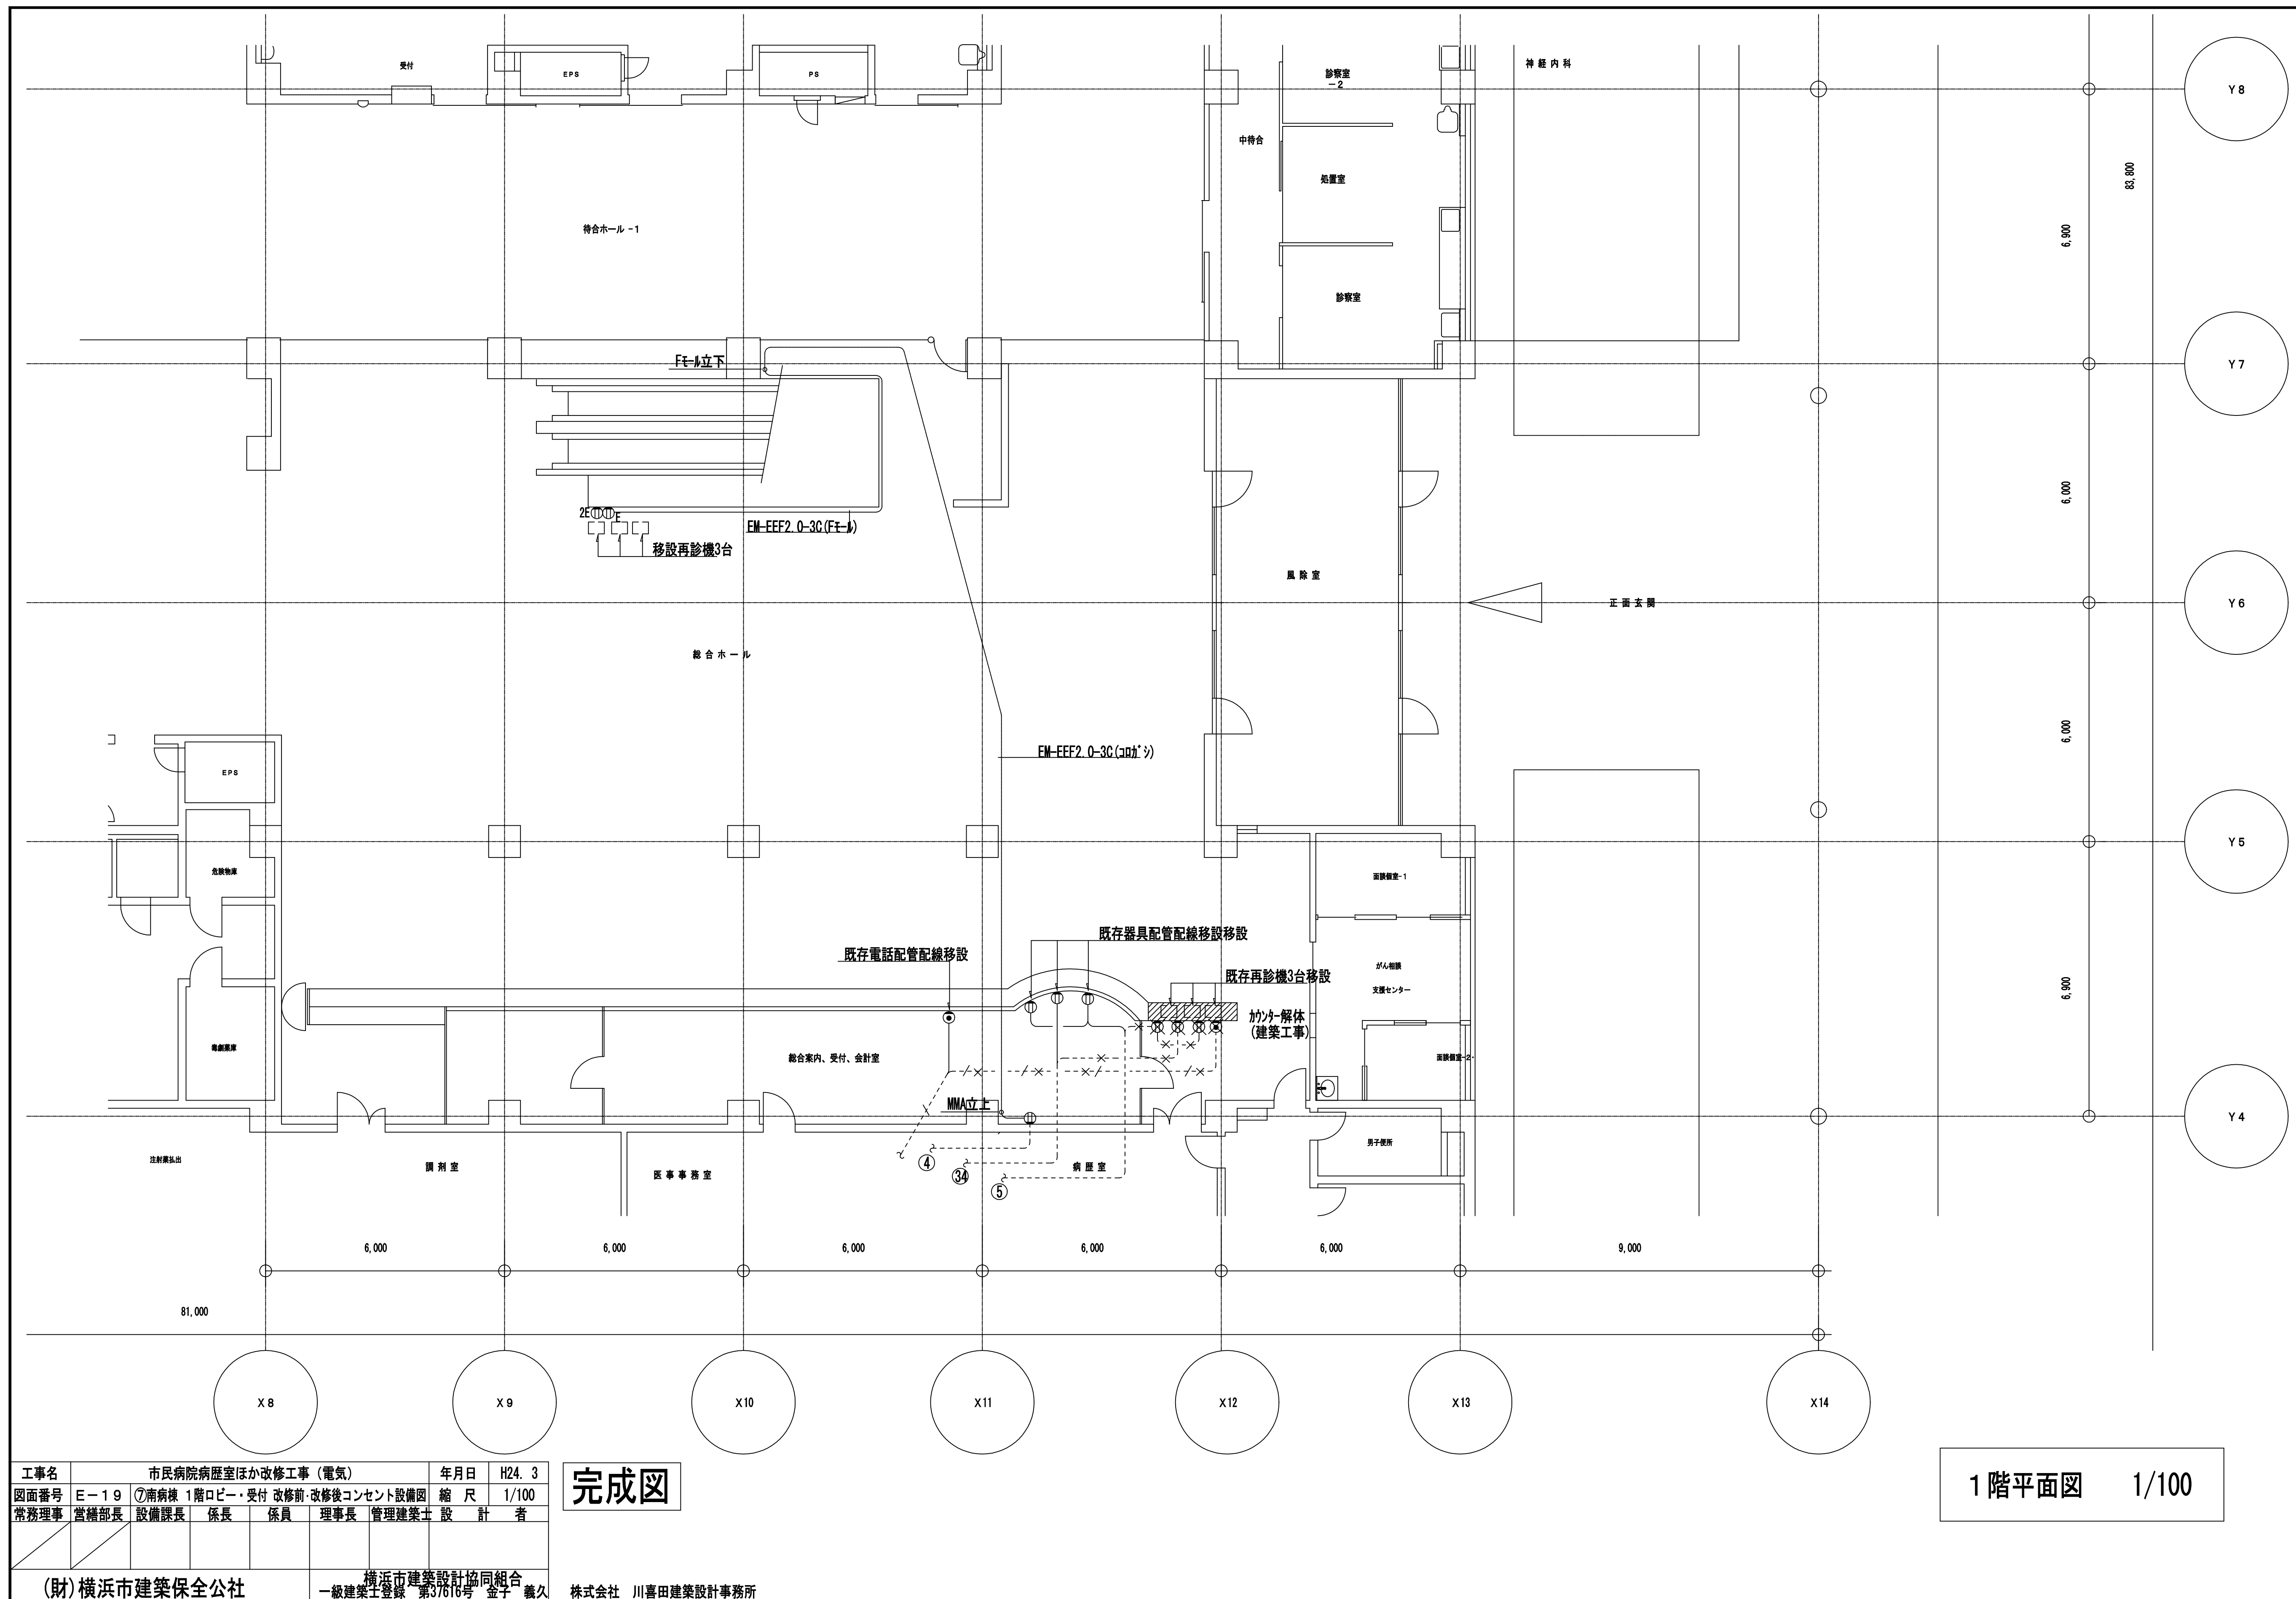 受付
EPS
PS
診察室
-2
神経内科
Y8
中待合
処置室
83,800
待合ホール -1
6,900
診察室
Fモール立下
Y7
2E
E
EM-EEF2.0-3C(Fモール)
移設再診機3台
6,000
風除室
正面玄関
Y6
総合ホール
6,000
EM-EEF2.0-3C(コロガシ)
EPS
Y5
危険物庫
面談個室-1
既存電話配管配線移設
既存器具配管配線移設移設
既存再診機3台移設
がん相談
支援センター
6,900
カウンター解体
(建築工事)
毒劇薬庫
総合案内、受付、会計室
面談個室-2
MMA立上
Y4
注射薬払出
調剤室
医事事務室
④
㉞
⑤
病歴室
男子便所
6,000
6,000
6,000
6,000
6,000
9,000
81,000
X8
X9
X10
X11
X12
X13
X14
工事名 市民病院病歴室ほか改修工事（電気） 年月日 H24. 3
図面番号 E－19 ⑦南病棟 1階ロビー・受付 改修前・改修後コンセント設備図 縮 尺 1/100
常務理事 営繕部長 設備課長 係長 係員 理事長 管理建築士 設 計 者
(財)横浜市建築保全公社
横浜市建築設計協同組合
一級建築士登録 第37616号 金子 義久 株式会社 川喜田建築設計事務所
完成図
1階平面図 1/100